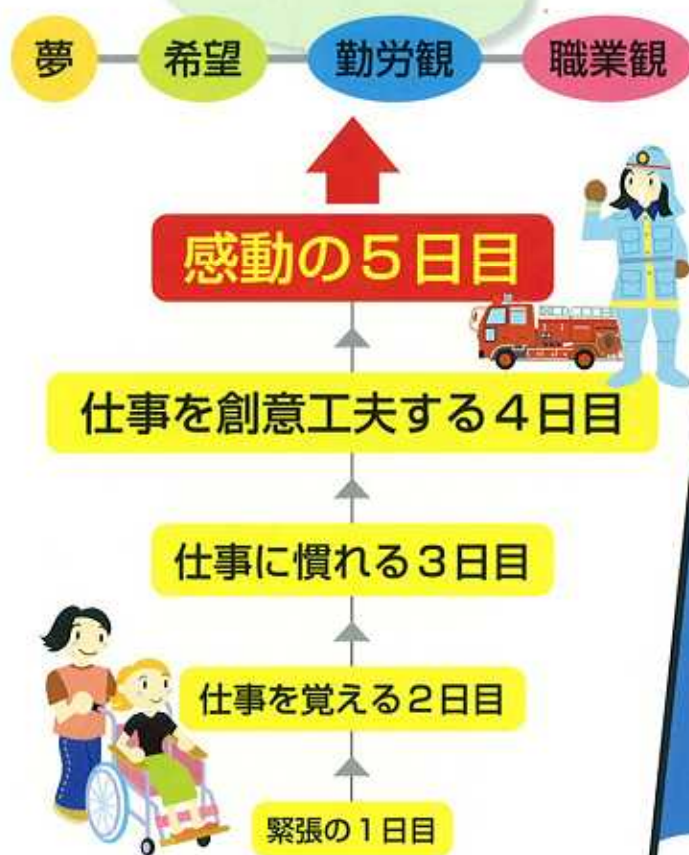 夢 希望 勤労観 職業観
感動の5日目
仕事を創意工夫する4日目
仕事に慣れる3日目
仕事を覚える2日目
緊張の1日目